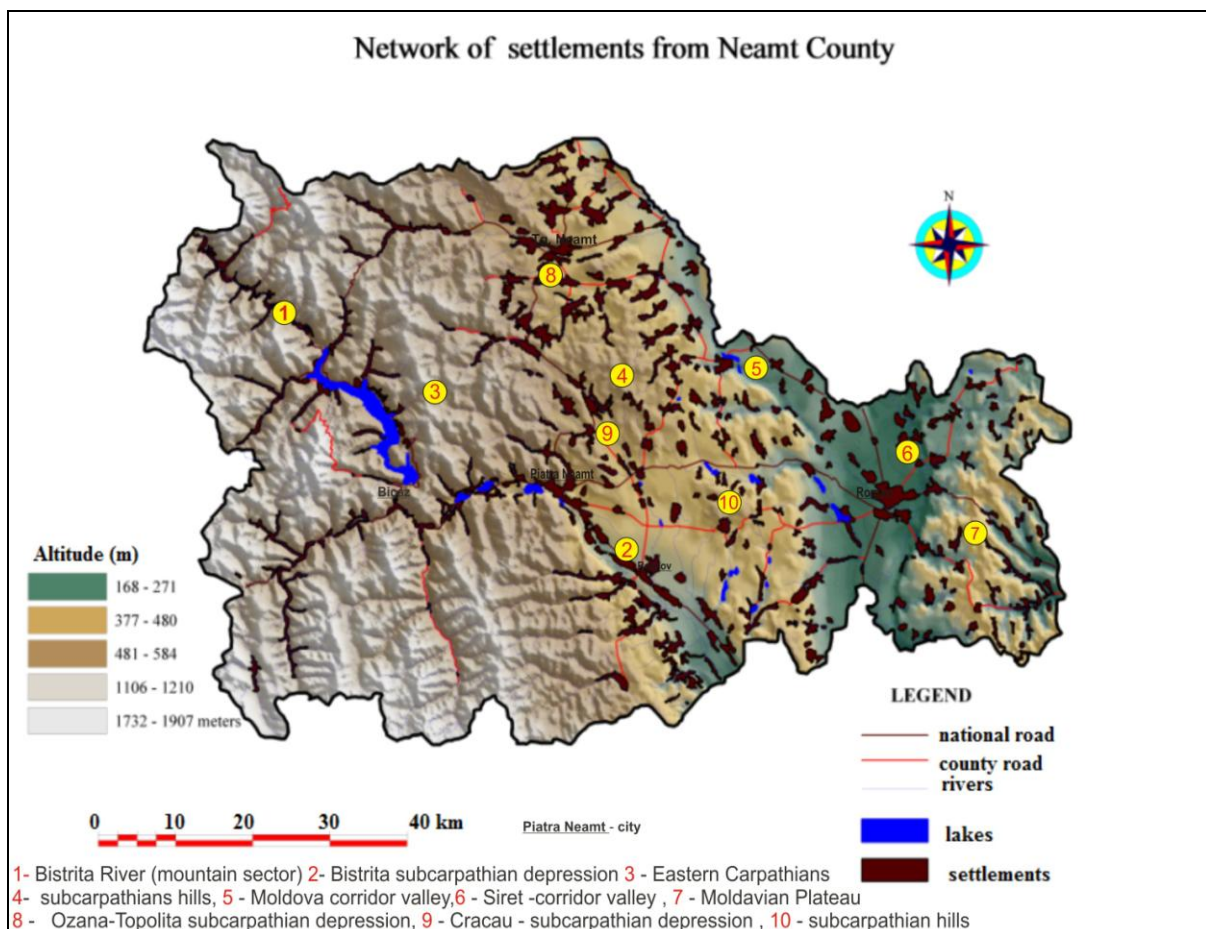 Network of settlements from Neamt County
N
Tg. Neamt
1
8
5
4
3
9
6
Piatra Neamt
Bicaz
10
7
2
Altitude (m)
168 - 271
377 - 480
481 - 584
1106 - 1210
1732 - 1907 meters
LEGEND
national road
county road
rivers
lakes
settlements
0 10 20 30 40 km
Piatra Neamt - city
1- Bistrita River (mountain sector) 2- Bistrita subcarpathian depression 3 - Eastern Carpathians
4- subcarpathians hills, 5 - Moldova corridor valley,6 - Siret -corridor valley , 7 - Moldavian Plateau
8 - Ozana-Topolita subcarpathian depression, 9 - Cracau - subcarpathian depression , 10 - subcarpathian hills